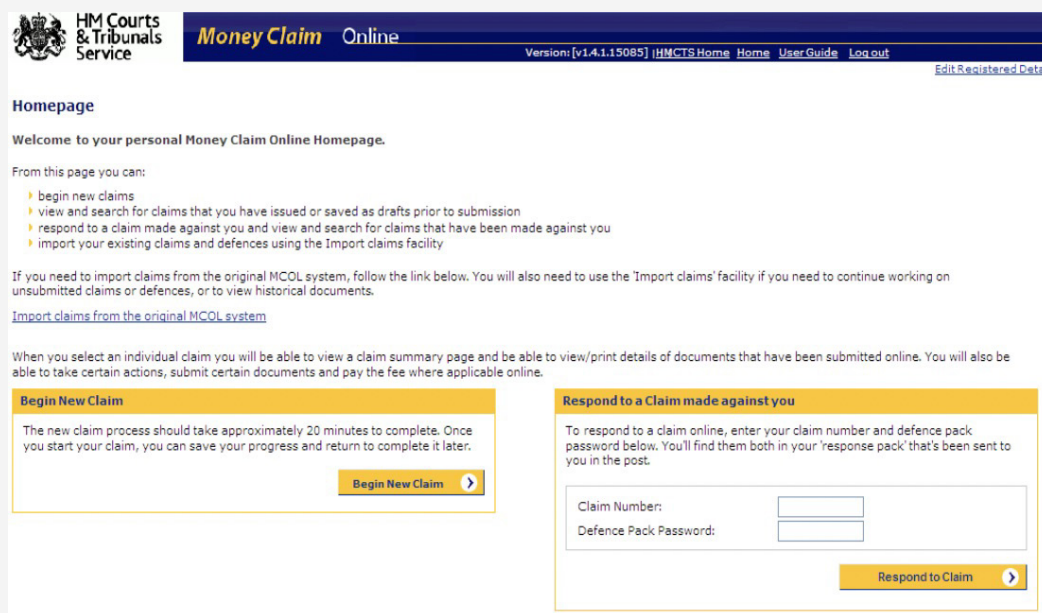 HM Courts
& Tribunals
Service
Money Claim Online
Version: [v1.4.1.15085] | HMCTS Home Home User Guide Log out
Edit Registered Deta
Homepage
Welcome to your personal Money Claim Online Homepage.
From this page you can:
begin new claims
view and search for claims that you have issued or saved as drafts prior to submission
respond to a claim made against you and view and search for claims that have been made against you
import your existing claims and defences using the Import claims facility
If you need to import claims from the original MCOL system, follow the link below. You will also need to use the 'Import claims' facility if you need to continue working on
unsubmitted claims or defences, or to view historical documents.
Import claims from the original MCOL system
When you select an individual claim you will be able to view a claim summary page and be able to view/print details of documents that have been submitted online. You will also be
able to take certain actions, submit certain documents and pay the fee where applicable online.
Begin New Claim
The new claim process should take approximately 20 minutes to complete. Once
you start your claim, you can save your progress and return to complete it later.
Begin New Claim
Respond to a Claim made against you
To respond to a claim online, enter your claim number and defence pack
password below. You'll find them both in your 'response pack' that's been sent to
you in the post.
Claim Number:
Defence Pack Password:
Respond to Claim